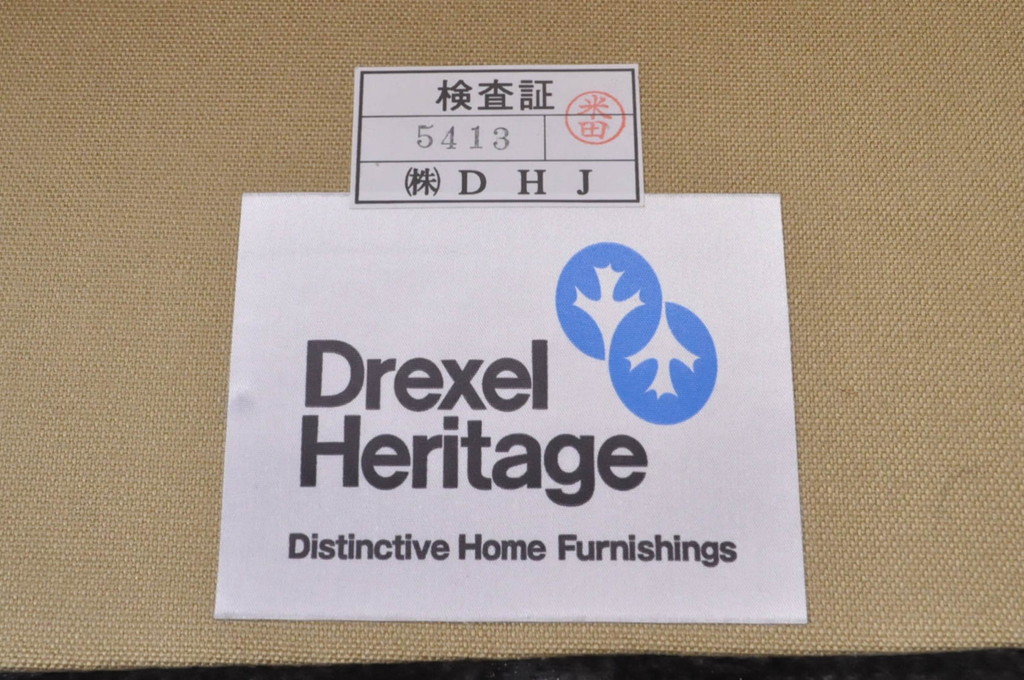 検査証
5413
米田
㈱ D H J
Drexel
Heritage
Distinctive Home Furnishings